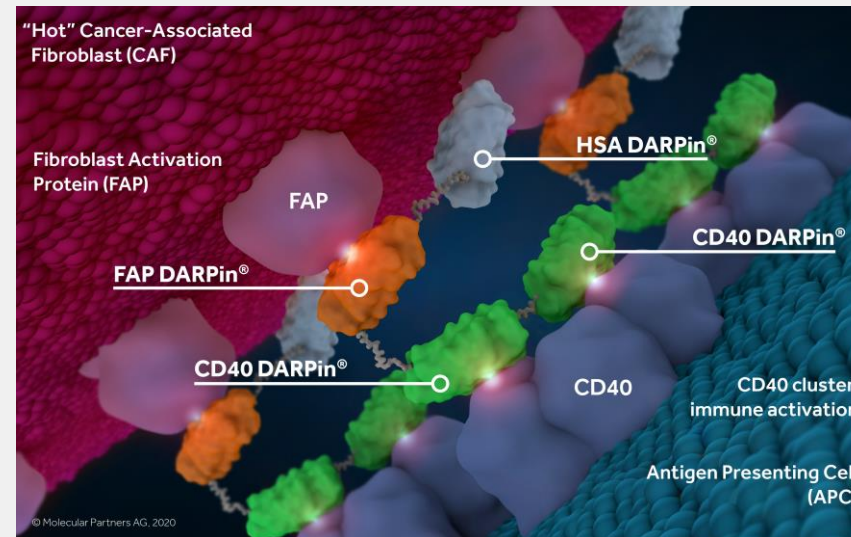 “Hot” Cancer-Associated
Fibroblast (CAF)
HSA DARPin®
Fibroblast Activation
Protein (FAP)
FAP
CD40 DARPin®
FAP DARPin®
CD40 DARPin®
CD40
CD40 cluster
immune activation
Antigen Presenting Cel
(APC
© Molecular Partners AG, 2020